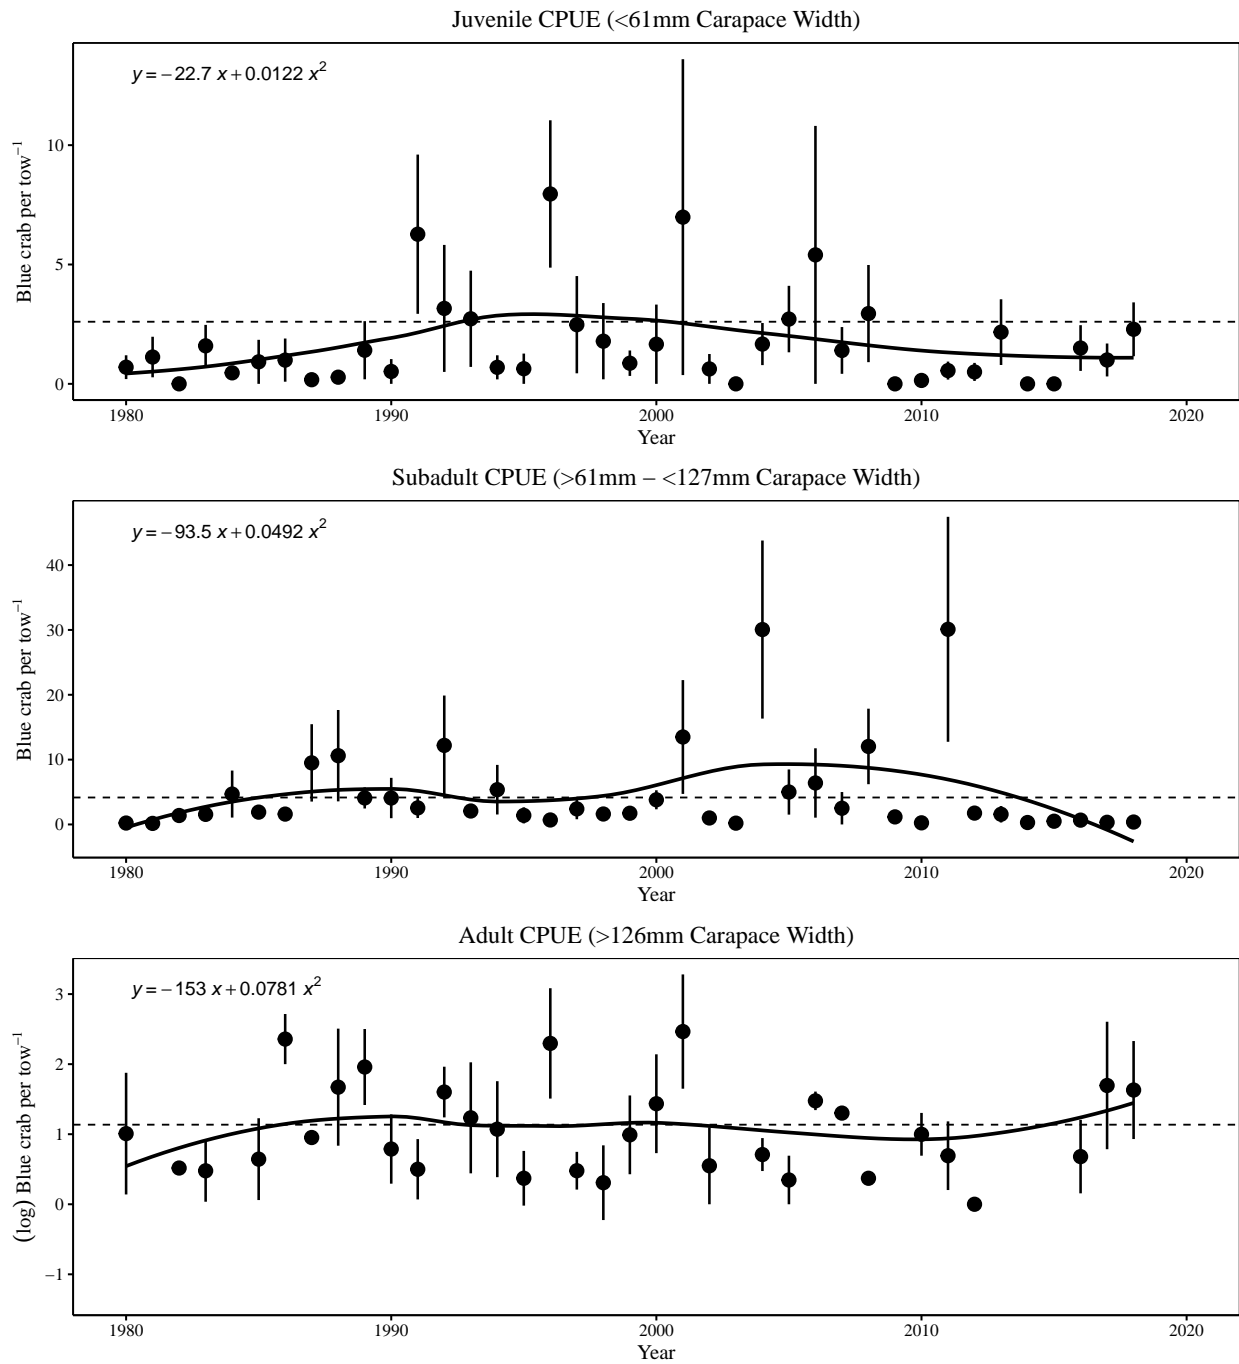 Juvenile CPUE (<61mm Carapace Width)
y = −22.7 x + 0.0122 x²
Blue crab per tow⁻¹
10
5
0
1980 1990 2000 2010 2020
Year
Subadult CPUE (>61mm – <127mm Carapace Width)
y = −93.5 x + 0.0492 x²
Blue crab per tow⁻¹
40
30
20
10
0
1980 1990 2000 2010 2020
Year
Adult CPUE (>126mm Carapace Width)
y = −153 x + 0.0781 x²
(log) Blue crab per tow⁻¹
3
2
1
0
−1
1980 1990 2000 2010 2020
Year